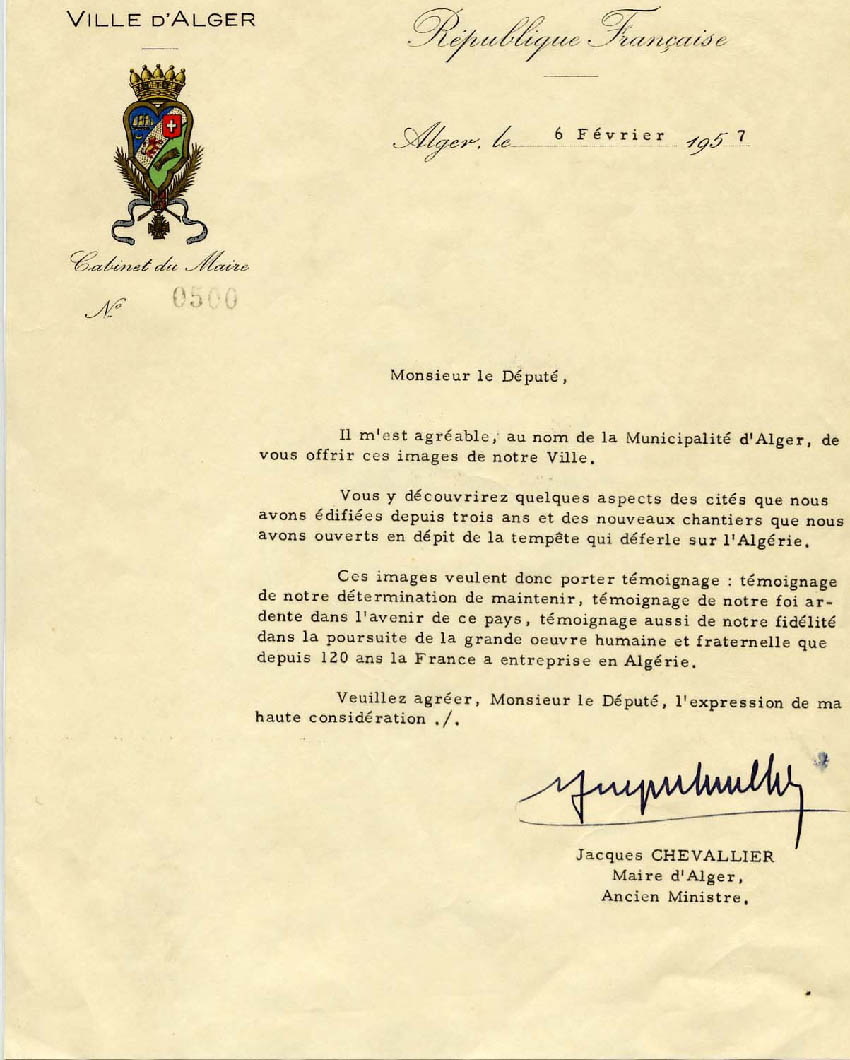 VILLE D'ALGER
République Française
Alger, le 6 Février 1957
Cabinet du Maire
N° 0500
Monsieur le Député,
Il m'est agréable, au nom de la Municipalité d'Alger, de
vous offrir ces images de notre Ville.
Vous y découvrirez quelques aspects des cités que nous
avons édifiées depuis trois ans et des nouveaux chantiers que nous
avons ouverts en dépit de la tempête qui déferle sur l'Algérie.
Ces images veulent donc porter témoignage : témoignage
de notre détermination de maintenir, témoignage de notre foi ar-
dente dans l'avenir de ce pays, témoignage aussi de notre fidélité
dans la poursuite de la grande oeuvre humaine et fraternelle que
depuis 120 ans la France a entreprise en Algérie.
Veuillez agréer, Monsieur le Député, l'expression de ma
haute considération ./.
Jacques CHEVALLIER
Maire d'Alger,
Ancien Ministre.